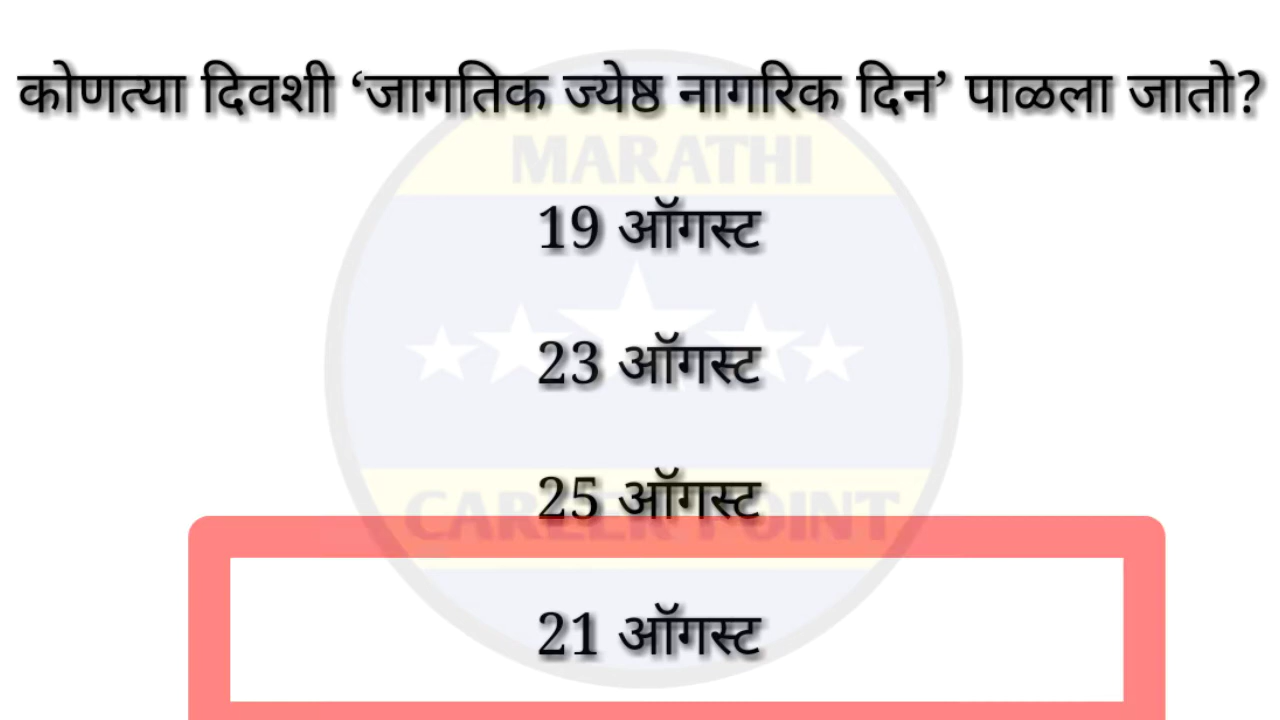 कोणत्या दिवशी ‘जागतिक ज्येष्ठ नागरिक दिन’ पाळला जातो?
MARATHI
19 ऑगस्ट
23 ऑगस्ट
25 ऑगस्ट
CAREER POINT
21 ऑगस्ट